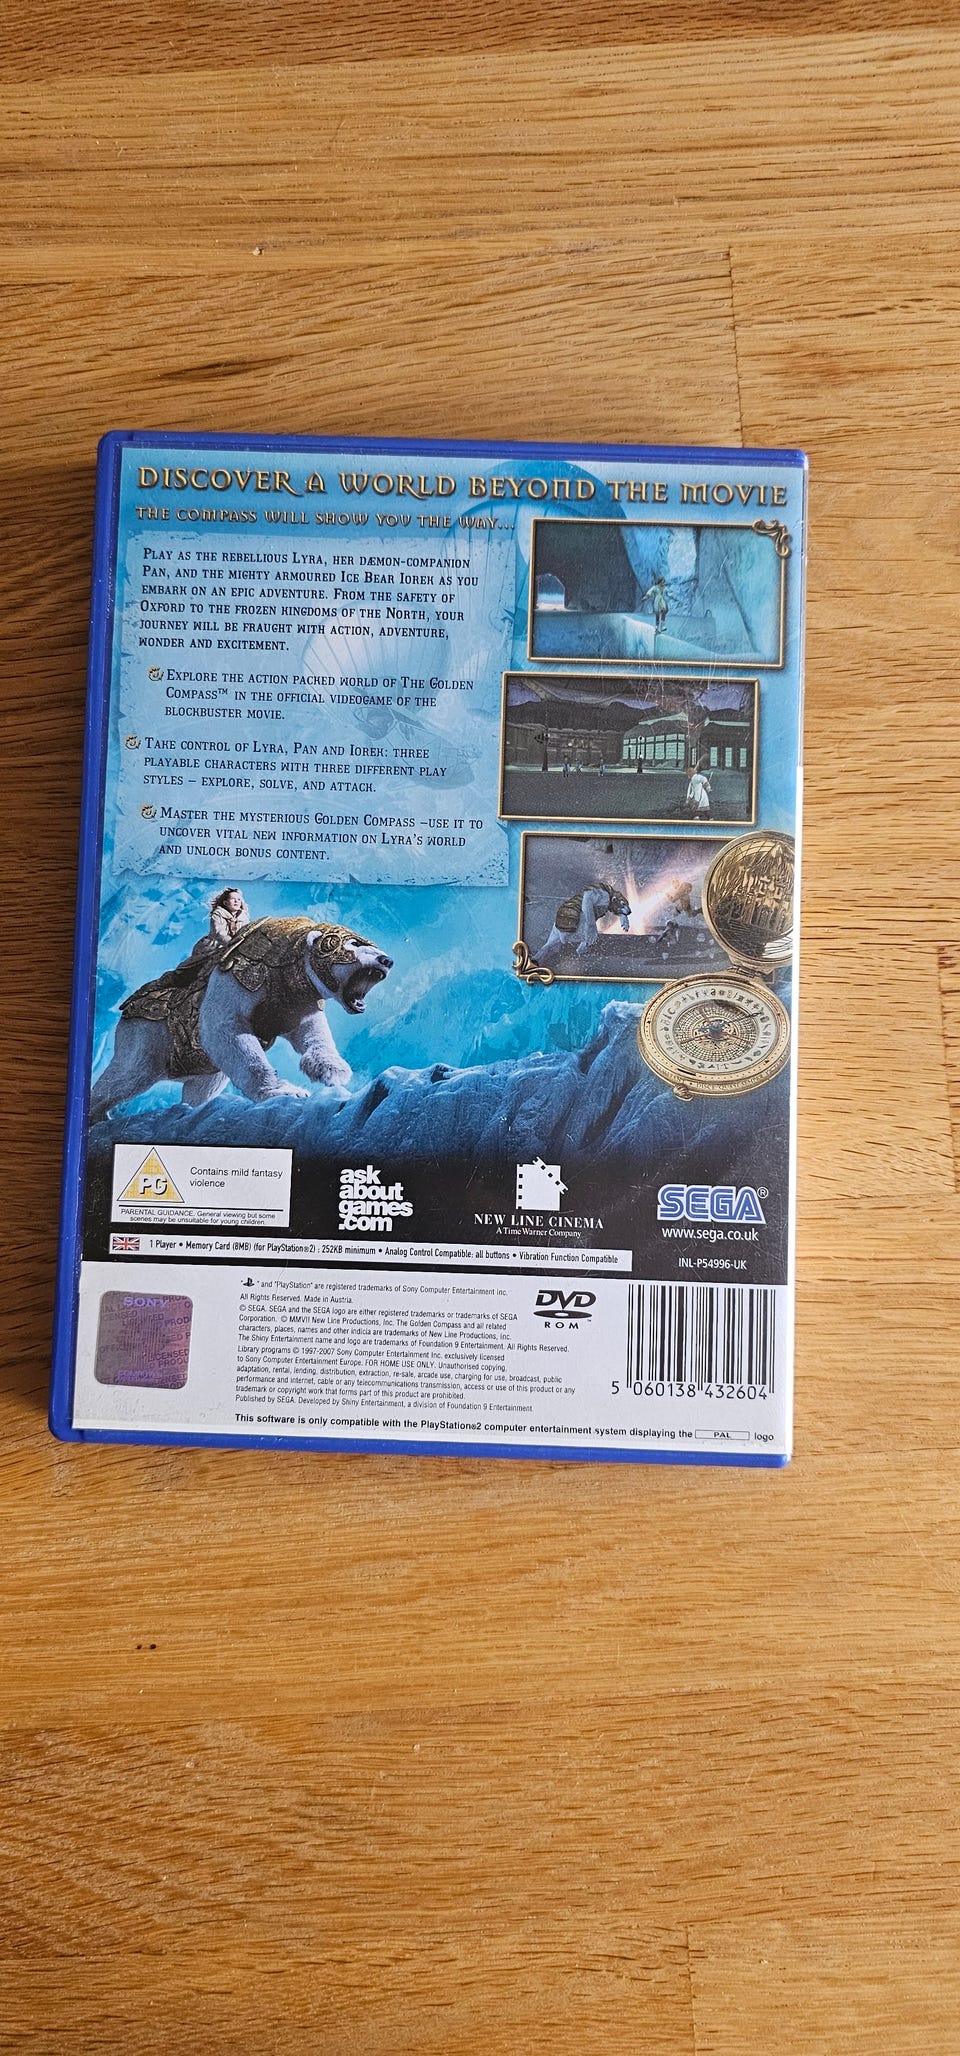 DISCOVER A WORLD BEYOND THE MOVIE
THE COMPASS WILL SHOW YOU THE WAY...
PLAY AS THE REBELLIOUS LYRA, HER DÆMON-COMPANION
PAN, AND THE MIGHTY ARMOURED ICE BEAR IOREK AS YOU
EMBARK ON AN EPIC ADVENTURE. FROM THE SAFETY OF
OXFORD TO THE FROZEN KINGDOMS OF THE NORTH, YOUR
JOURNEY WILL BE FRAUGHT WITH ACTION, ADVENTURE,
WONDER AND EXCITEMENT.
EXPLORE THE ACTION PACKED WORLD OF THE GOLDEN
COMPASS™ IN THE OFFICIAL VIDEOGAME OF THE
BLOCKBUSTER MOVIE.
TAKE CONTROL OF LYRA, PAN AND IOREK: THREE
PLAYABLE CHARACTERS WITH THREE DIFFERENT PLAY
STYLES – EXPLORE, SOLVE, AND ATTACK.
MASTER THE MYSTERIOUS GOLDEN COMPASS –USE IT TO
UNCOVER VITAL NEW INFORMATION ON LYRA'S WORLD
AND UNLOCK BONUS CONTENT.
PG
Contains mild fantasy
violence
PARENTAL GUIDANCE. General viewing but some
scenes may be unsuitable for young children.
ask
about
games
.com
NEW LINE CINEMA
A Time Warner Company
SEGA®
www.sega.co.uk
1 Player • Memory Card (8MB) (for PlayStation®2) : 252KB minimum • Analog Control Compatible: all buttons • Vibration Function Compatible
INL-P54996-UK
SONY
" and "PlayStation" are registered trademarks of Sony Computer Entertainment Inc.
All Rights Reserved. Made in Austria.
© SEGA. SEGA and the SEGA logo are either registered trademarks or trademarks of SEGA
Corporation. © MMVII New Line Productions, Inc. The Golden Compass and all related
characters, places, names and other indicia are trademarks of New Line Productions, Inc.
The Shiny Entertainment name and logo are trademarks of Foundation 9 Entertainment. All Rights Reserved.
Library programs © 1997-2007 Sony Computer Entertainment Inc. exclusively licensed
to Sony Computer Entertainment Europe. FOR HOME USE ONLY. Unauthorised copying,
adaptation, rental, lending, distribution, extraction, re-sale, arcade use, charging for use, broadcast, public
performance and internet, cable or any telecommunications transmission, access or use of this product or any
trademark or copyright work that forms part of this product are prohibited.
Published by SEGA. Developed by Shiny Entertainment, a division of Foundation 9 Entertainment.
DVD
ROM
5 060138 432604
This software is only compatible with the PlayStation®2 computer entertainment system displaying the PAL logo